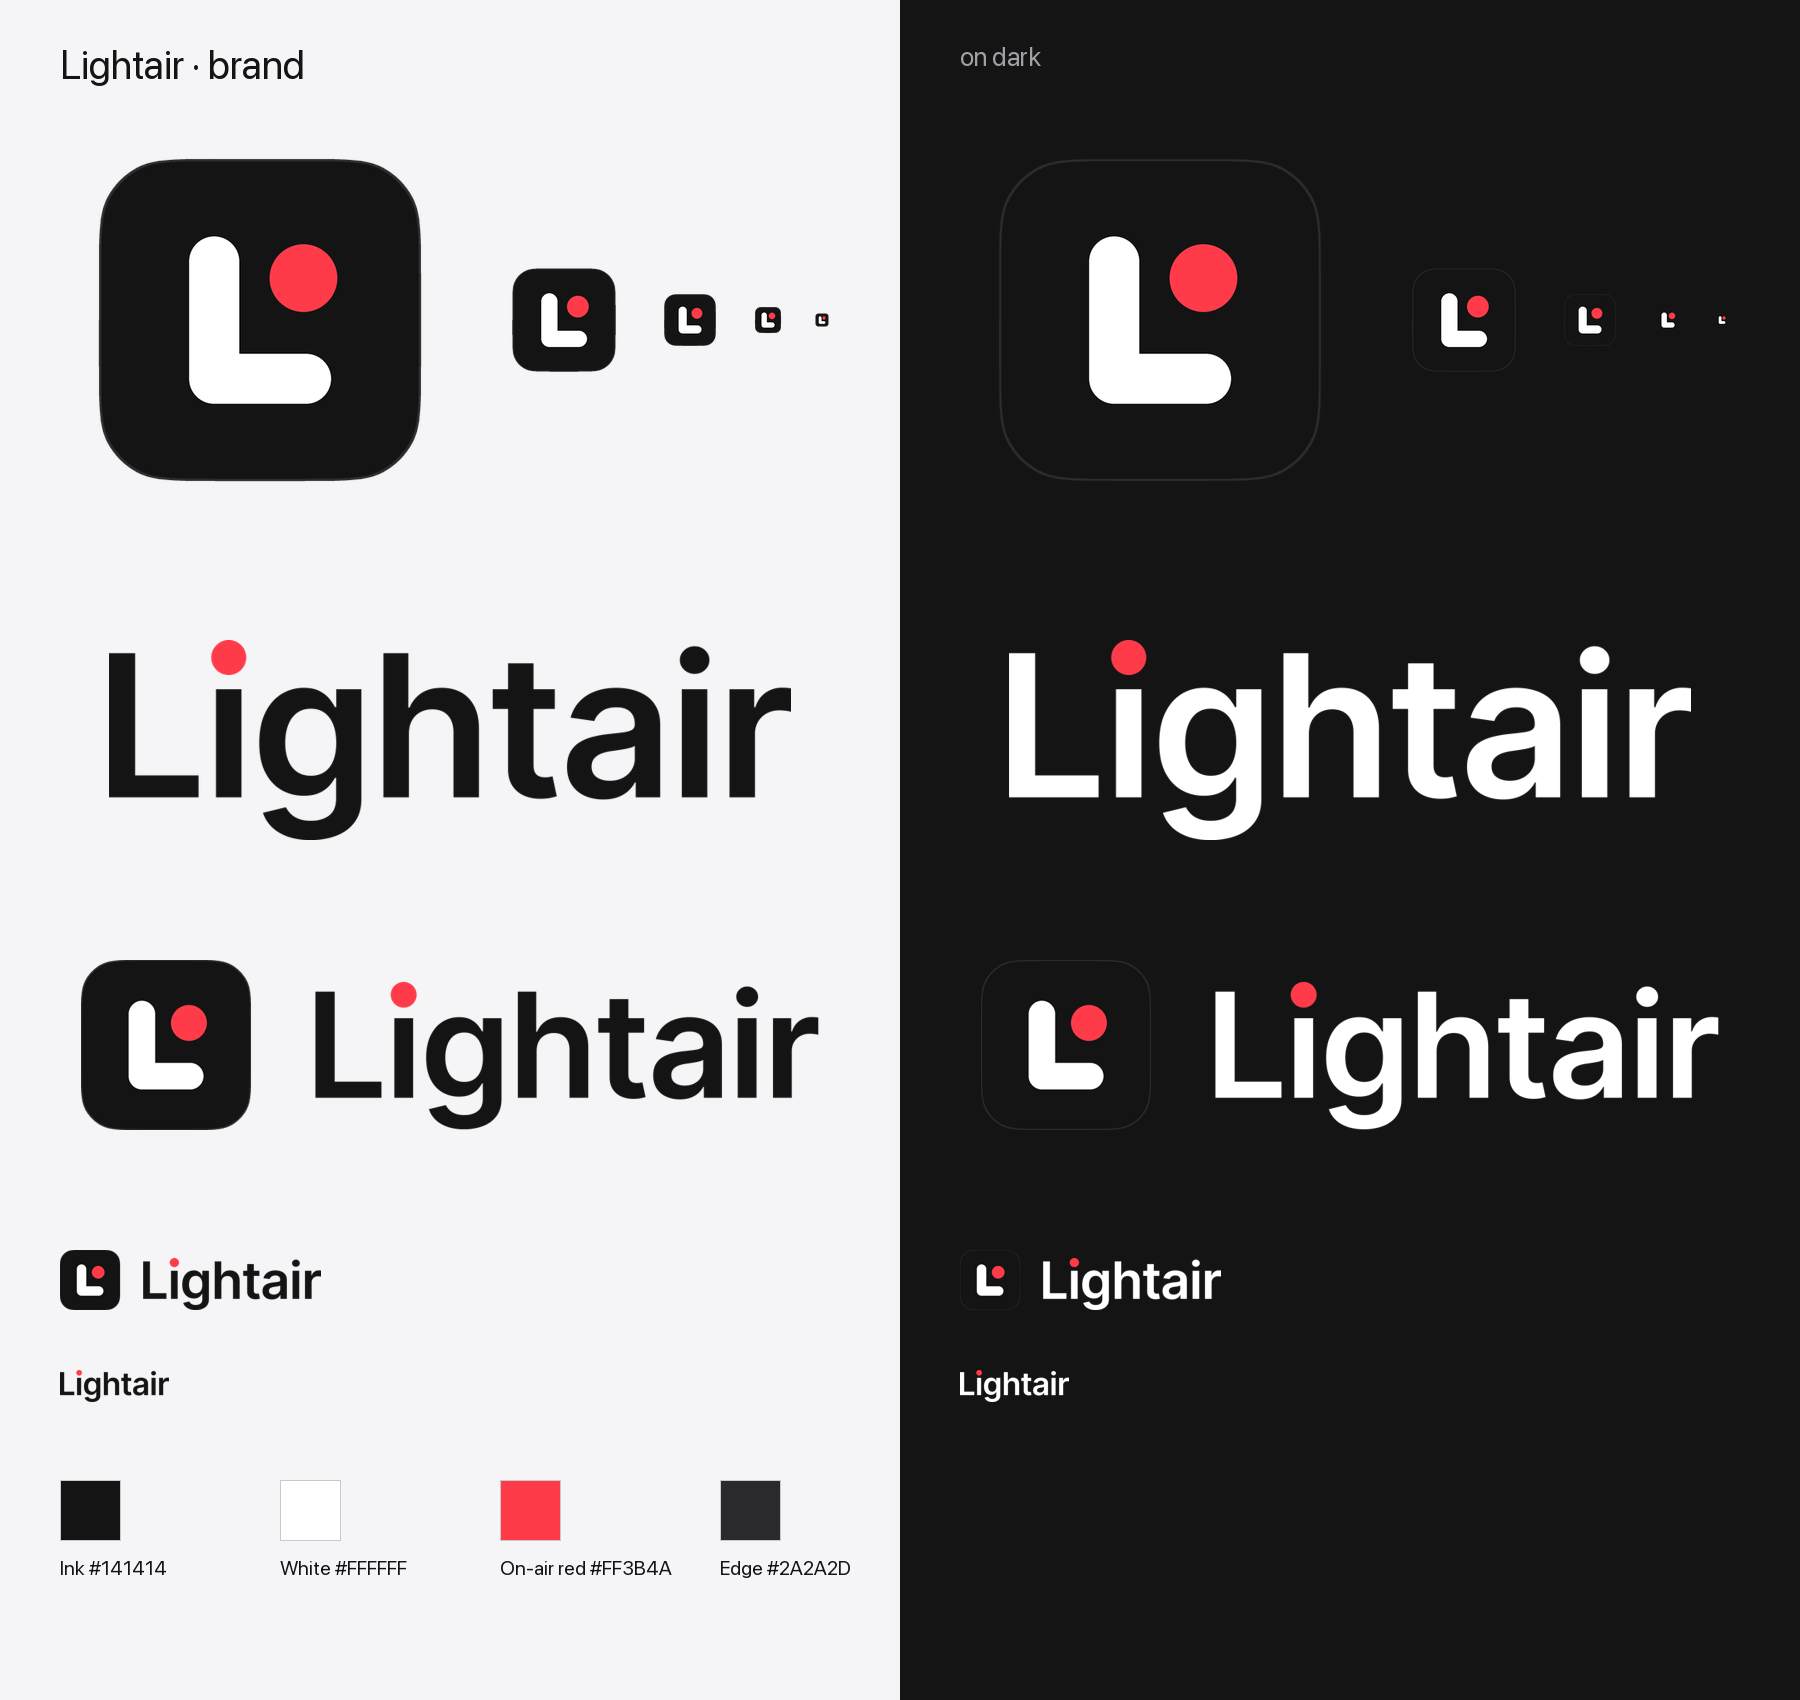 Lightair · brand
on dark
Lightair
Lightair
Lightair
Lightair
Lightair
Lightair
Lightair
Lightair
Ink #141414
White #FFFFFF
On-air red #FF3B4A
Edge #2A2A2D